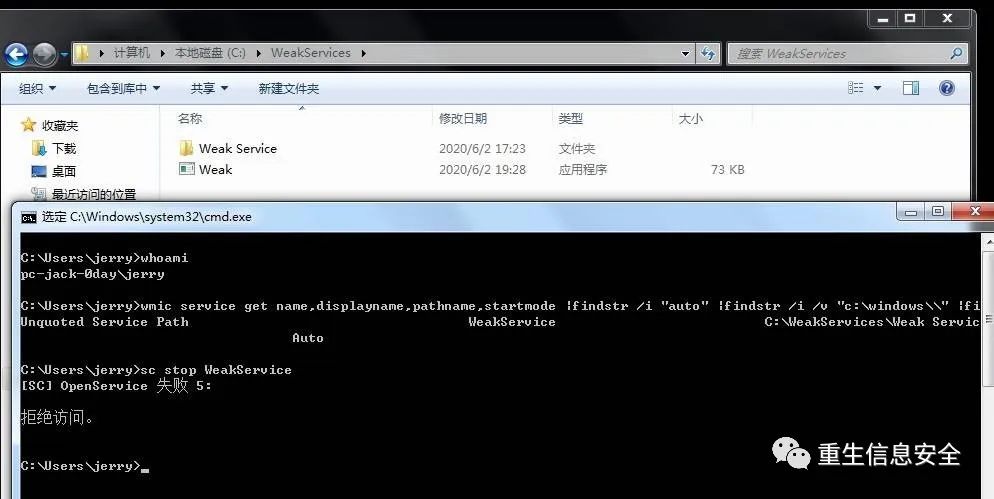 计算机 本地磁盘 (C:) WeakServices 搜索 WeakServices
组织 包含到库中 共享 新建文件夹
收藏夹
下载
桌面
最近访问的位置
名称 修改日期 类型 大小
Weak Service 2020/6/2 17:23 文件夹
Weak 2020/6/2 19:28 应用程序 73 KB
选定 C:\Windows\system32\cmd.exe
C:\Users\jerry>whoami
pc-jack-0day\jerry
C:\Users\jerry>wmic service get name,displayname,pathname,startmode |findstr /i "auto" |findstr /i /v "c:\windows\\" |fi
Unquoted Service Path WeakService C:\WeakServices\Weak Servic
Auto
C:\Users\jerry>sc stop WeakService
[SC] OpenService 失败 5:
拒绝访问。
C:\Users\jerry>_
重生信息安全